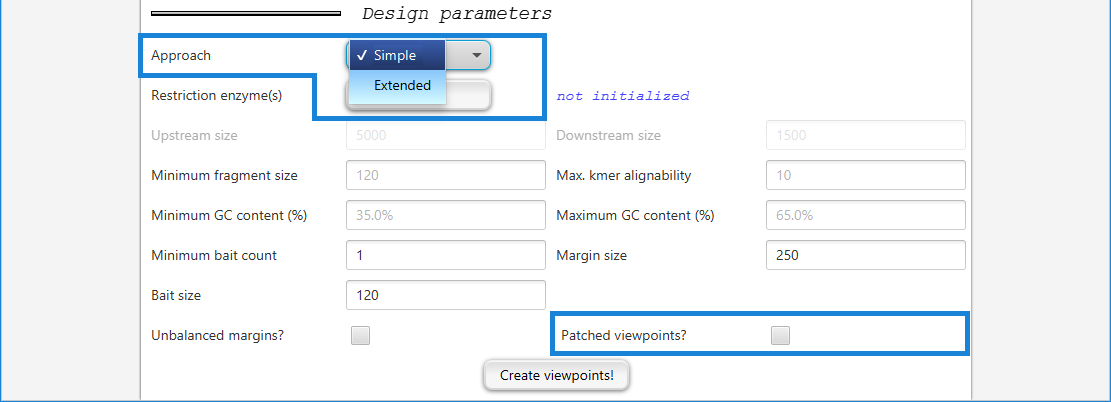 Design parameters
Approach ✓ Simple
Extended
Restriction enzyme(s) not initialized
Upstream size 5000 Downstream size 1500
Minimum fragment size 120 Max. kmer alignability 10
Minimum GC content (%) 35.0% Maximum GC content (%) 65.0%
Minimum bait count 1 Margin size 250
Bait size 120
Unbalanced margins? Patched viewpoints?
Create viewpoints!